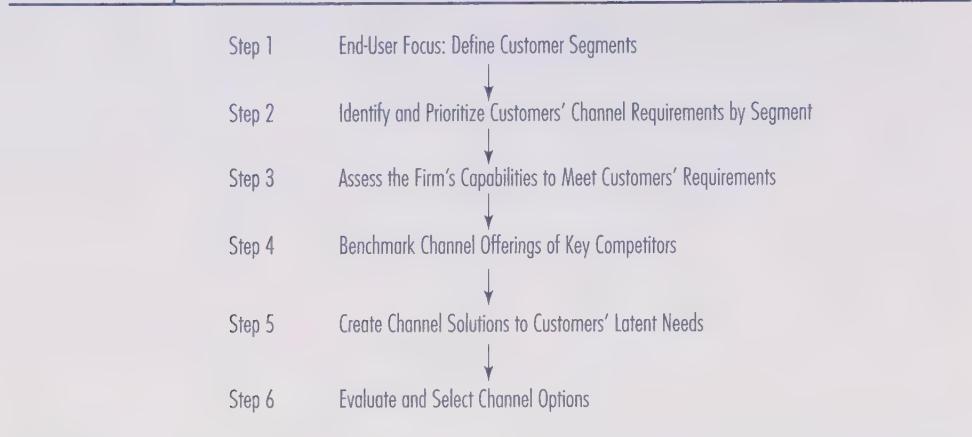 Step 1 End-User Focus: Define Customer Segments
Step 2 Identify and Prioritize Customers' Channel Requirements by Segment
Step 3 Assess the Firm's Capabilities to Meet Customers' Requirements
Step 4 Benchmark Channel Offerings of Key Competitors
Step 5 Create Channel Solutions to Customers' Latent Needs
Step 6 Evaluate and Select Channel Options